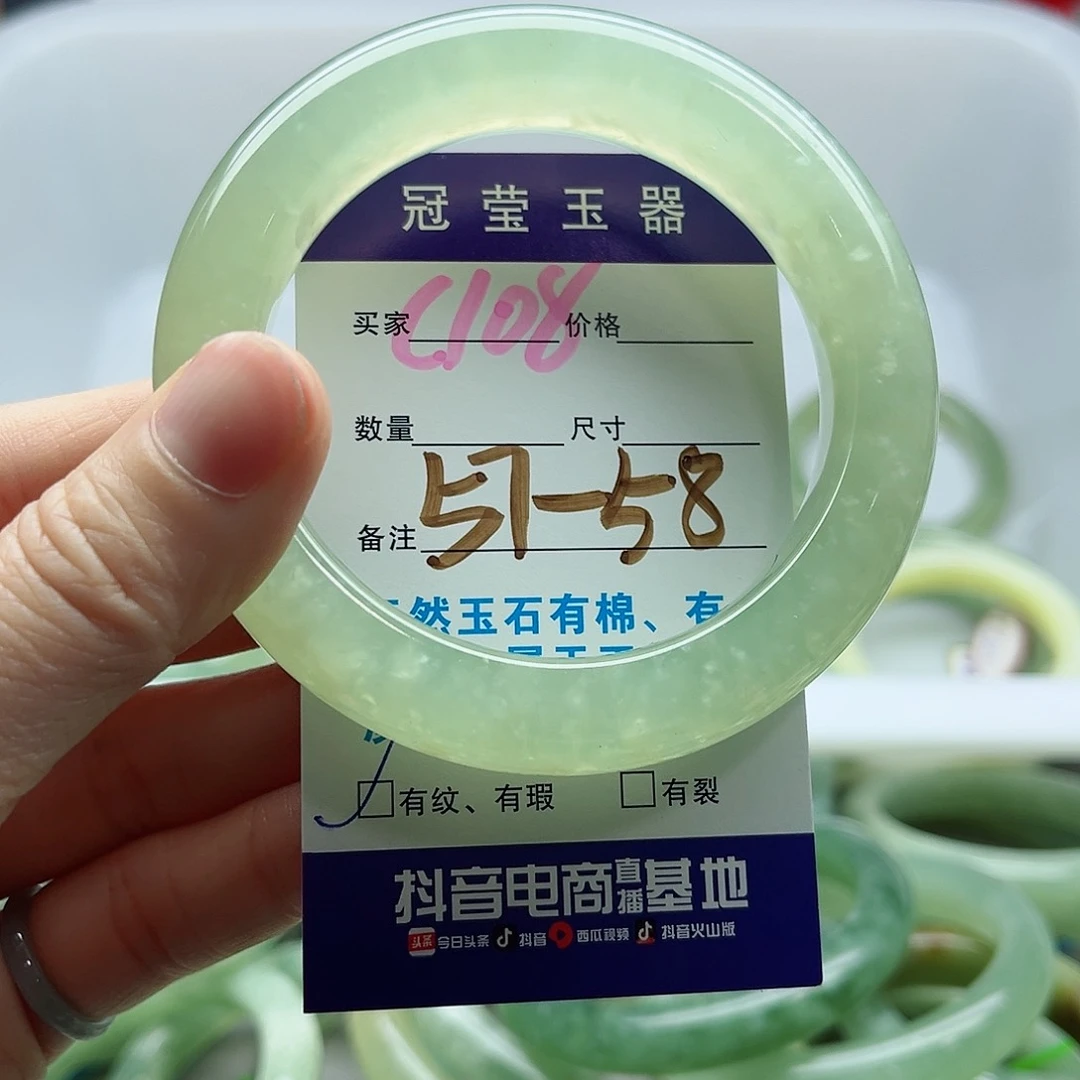 冠莹玉器
买家 C108 价格
数量 尺寸
57-58
备注
然玉石有棉、有
有纹、有瑕 有裂
抖音电商直播基地
头条 今日头条 抖音 西瓜视频 抖音火山版